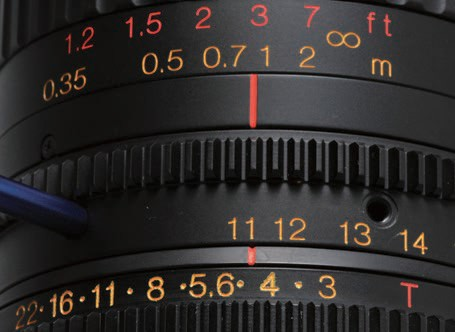 1.2 1.5 2 3 7 ∞ ft
0.35 0.5 0.7 1 2 m
11 12 13 14
22·16·11· 8 ·5,6· 4 · 3 T